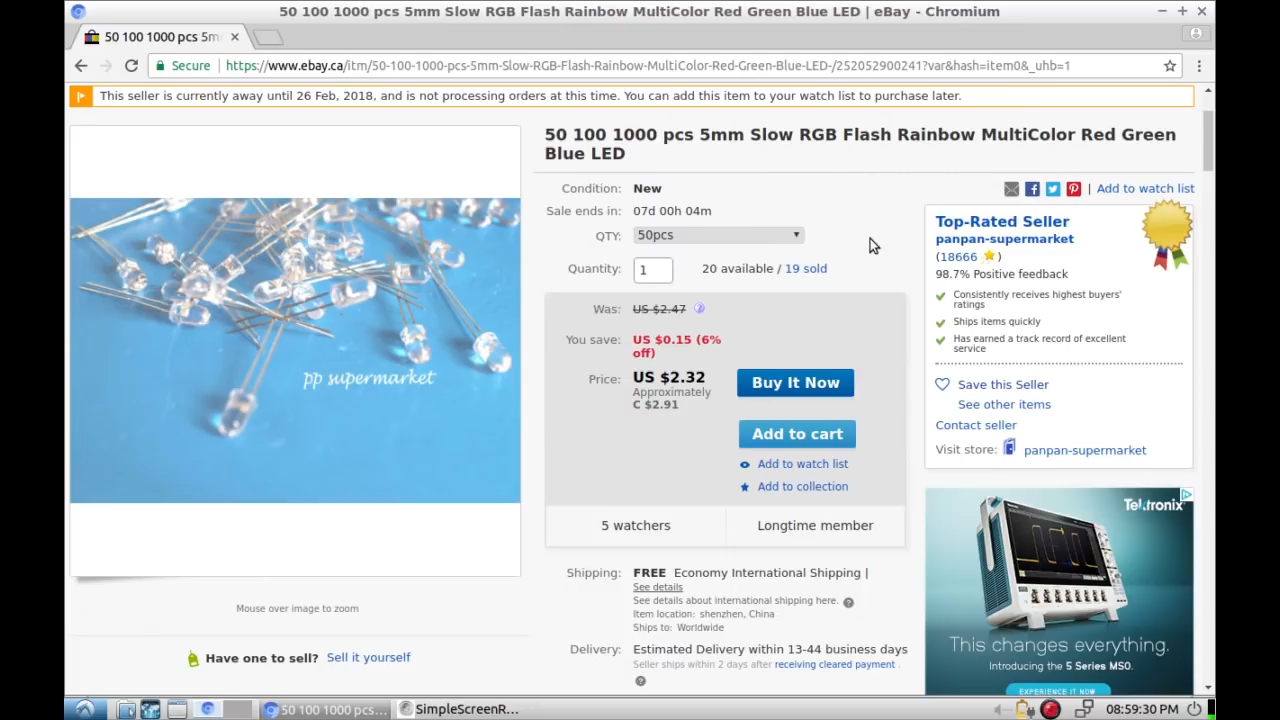 50 100 1000 pcs 5mm Slow RGB Flash Rainbow MultiColor Red Green Blue LED | eBay - Chromium
50 100 1000 pcs 5m
Secure https://www.ebay.ca/itm/50-100-1000-pcs-5mm-Slow-RGB-Flash-Rainbow-MultiColor-Red-Green-Blue-LED-/252052900241?var&hash=item0&_uhb=1
This seller is currently away until 26 Feb, 2018, and is not processing orders at this time. You can add this item to your watch list to purchase later.
pp supermarket
Mouse over image to zoom
Have one to sell? Sell it yourself
50 100 1000 pcs 5mm Slow RGB Flash Rainbow MultiColor Red Green
Blue LED
Condition: New
| Add to watch list
Sale ends in: 07d 00h 04m
QTY: 50pcs
Quantity: 1 20 available / 19 sold
Was: US $2.47
You save: US $0.15 (6%
off)
Price: US $2.32
Approximately
C $2.91
Buy It Now
Add to cart
Add to watch list
Add to collection
5 watchers Longtime member
Shipping: FREE Economy International Shipping |
See details
See details about international shipping here.
Item location: shenzhen, China
Ships to: Worldwide
Delivery: Estimated Delivery within 13-44 business days
Seller ships within 2 days after receiving cleared payment .
Top-Rated Seller
panpan-supermarket
(18666 )
98.7% Positive feedback
Consistently receives highest buyers'
ratings
Ships items quickly
Has earned a track record of excellent
service
Save this Seller
See other items
Contact seller
Visit store: panpan-supermarket
Tektronix
This changes everything.
Introducing the 5 Series MSO.
EXPERIENCE IT NOW
50 100 1000 pcs... SimpleScreenR... 08:59:30 PM